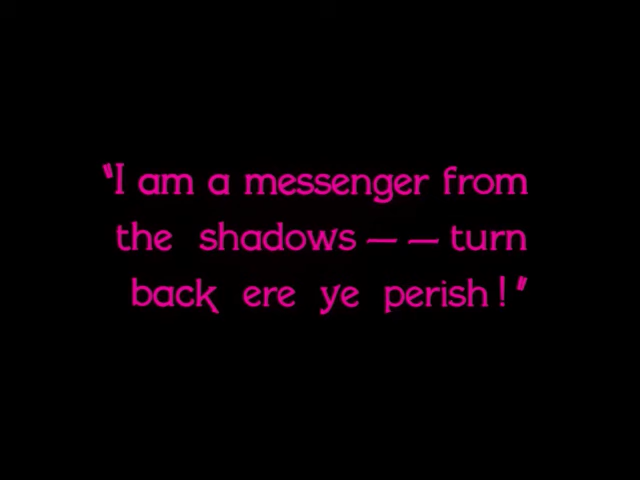 "I am a messenger from
the shadows — — turn
back ere ye perish!"